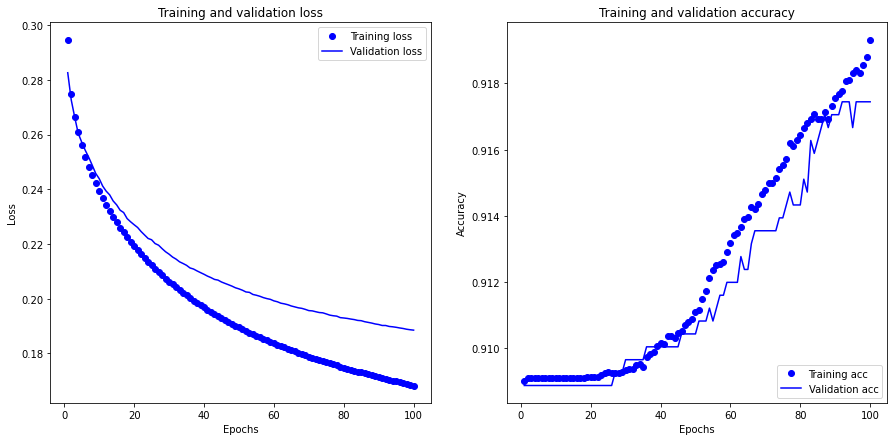 Training and validation loss
0.30
0.28
0.26
0.24
0.22
0.20
0.18
Loss
0 20 40 60 80 100
Epochs
Training loss
Validation loss
Training and validation accuracy
0.918
0.916
0.914
0.912
0.910
Accuracy
0 20 40 60 80 100
Epochs
Training acc
Validation acc